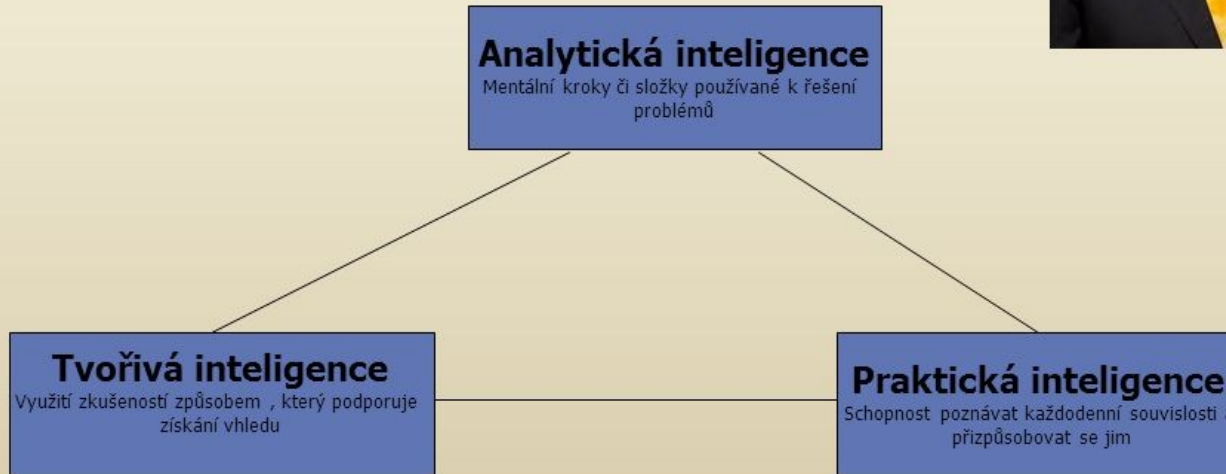 Analytická inteligence
Mentální kroky či složky používané k řešení
problémů
Tvořivá inteligence
Využití zkušeností způsobem , který podporuje
získání vhledu
Praktická inteligence
Schopnost poznávat každodenní souvislosti
přizpůsobovat se jim